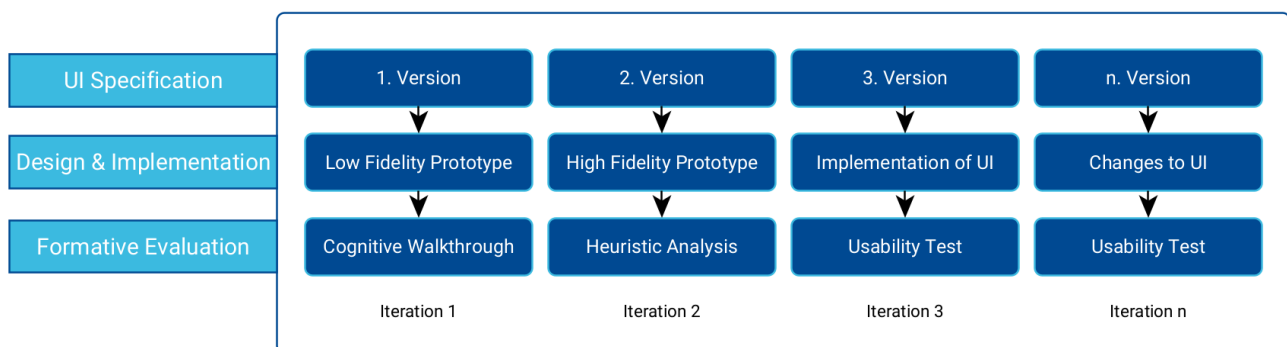 UI Specification
1. Version
2. Version
3. Version
n. Version
Design & Implementation
Low Fidelity Prototype
High Fidelity Prototype
Implementation of UI
Changes to UI
Formative Evaluation
Cognitive Walkthrough
Heuristic Analysis
Usability Test
Usability Test
Iteration 1
Iteration 2
Iteration 3
Iteration n